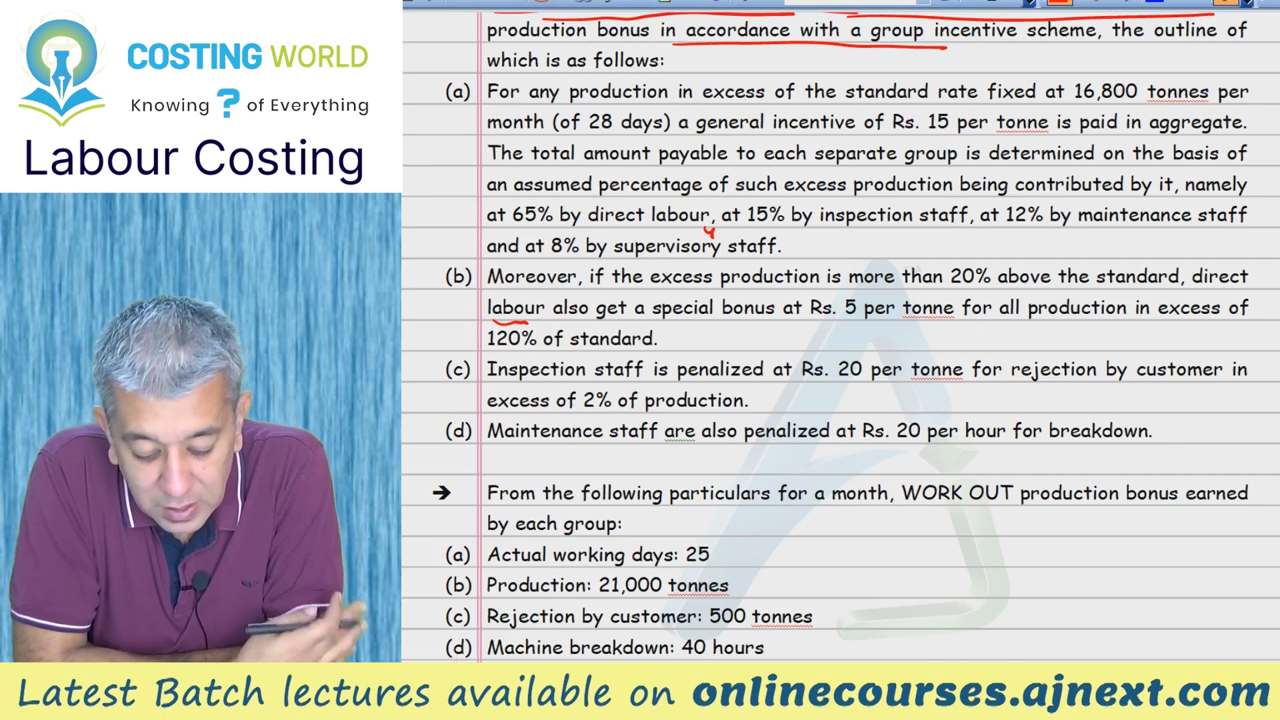 COSTING WORLD
Knowing ? of Everything
Labour Costing
production bonus in accordance with a group incentive scheme, the outline of
which is as follows:
(a) For any production in excess of the standard rate fixed at 16,800 tonnes per
month (of 28 days) a general incentive of Rs. 15 per tonne is paid in aggregate.
The total amount payable to each separate group is determined on the basis of
an assumed percentage of such excess production being contributed by it, namely
at 65% by direct labour, at 15% by inspection staff, at 12% by maintenance staff
and at 8% by supervisory staff.
(b) Moreover, if the excess production is more than 20% above the standard, direct
labour also get a special bonus at Rs. 5 per tonne for all production in excess of
120% of standard.
(c) Inspection staff is penalized at Rs. 20 per tonne for rejection by customer in
excess of 2% of production.
(d) Maintenance staff are also penalized at Rs. 20 per hour for breakdown.
➔ From the following particulars for a month, WORK OUT production bonus earned
by each group:
(a) Actual working days: 25
(b) Production: 21,000 tonnes
(c) Rejection by customer: 500 tonnes
(d) Machine breakdown: 40 hours
Latest Batch lectures available on onlinecourses.ajnext.com